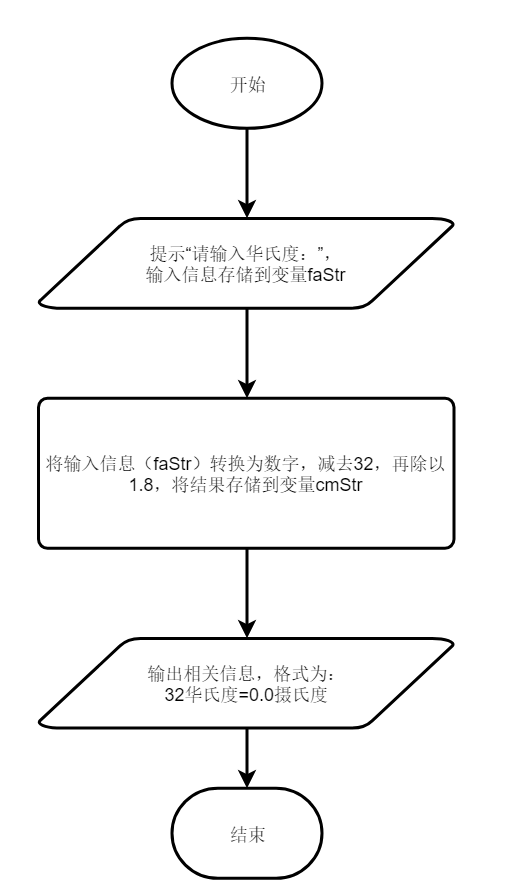 开始
提示“请输入华氏度：”，
输入信息存储到变量faStr
将输入信息（faStr）转换为数字，减去32，再除以
1.8，将结果存储到变量cmStr
输出相关信息，格式为：
32华氏度=0.0摄氏度
结束